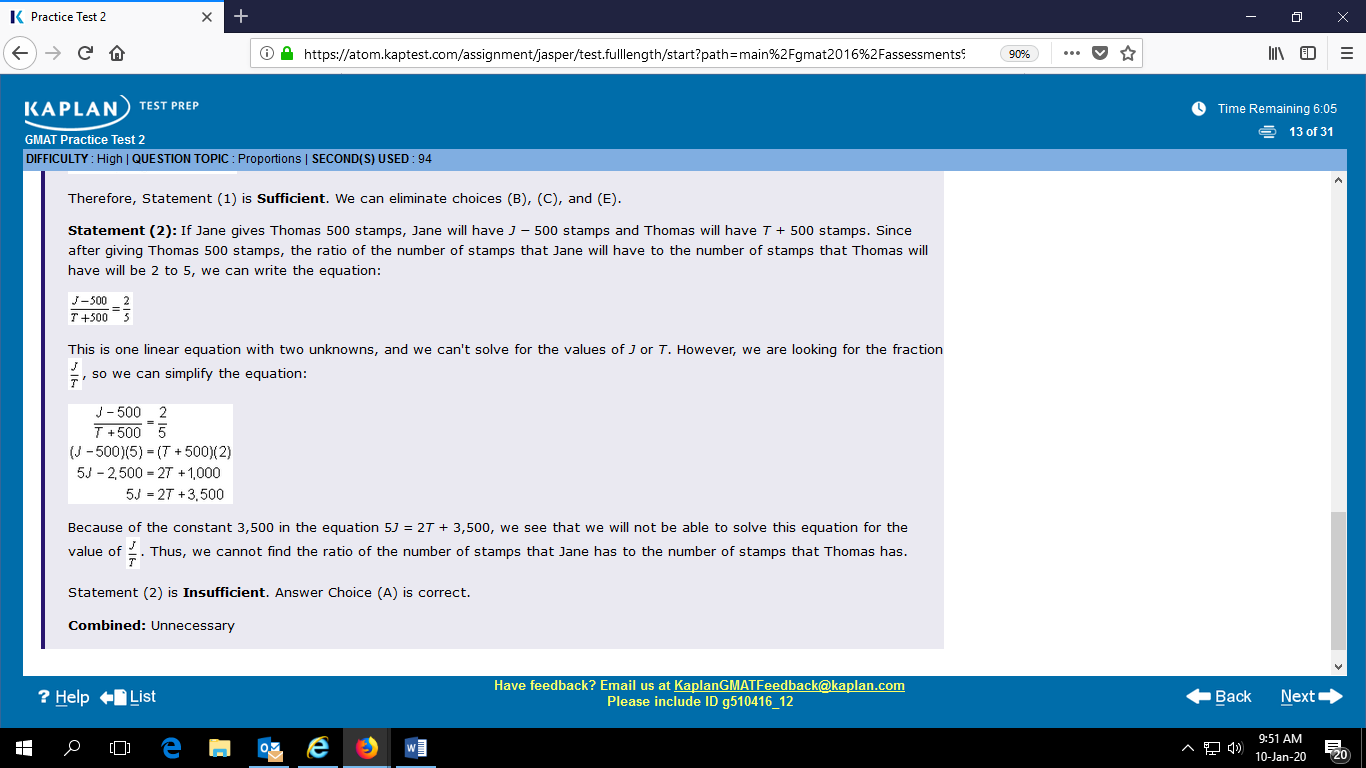 Practice Test 2
https://atom.kaptest.com/assignment/jasper/test.fulllength/start?path=main%2Fgmat2016%2Fassessments%
90%
KAPLAN TEST PREP
Time Remaining 6:05
GMAT Practice Test 2
13 of 31
DIFFICULTY : High | QUESTION TOPIC : Proportions | SECOND(S) USED : 94
Therefore, Statement (1) is Sufficient. We can eliminate choices (B), (C), and (E).
Statement (2): If Jane gives Thomas 500 stamps, Jane will have J − 500 stamps and Thomas will have T + 500 stamps. Since
after giving Thomas 500 stamps, the ratio of the number of stamps that Jane will have to the number of stamps that Thomas will
have will be 2 to 5, we can write the equation:
J−500 / T+500 = 2 / 5
This is one linear equation with two unknowns, and we can't solve for the values of J or T. However, we are looking for the fraction
J / T, so we can simplify the equation:
J − 500 / T + 500 = 2 / 5
(J − 500)(5) = (T + 500)(2)
5J − 2,500 = 2T + 1,000
5J = 2T + 3,500
Because of the constant 3,500 in the equation 5J = 2T + 3,500, we see that we will not be able to solve this equation for the
value of J / T. Thus, we cannot find the ratio of the number of stamps that Jane has to the number of stamps that Thomas has.
Statement (2) is Insufficient. Answer Choice (A) is correct.
Combined: Unnecessary
? Help List
Have feedback? Email us at KaplanGMATFeedback@kaplan.com
Please include ID g510416_12
Back Next
9:51 AM
10-Jan-20
20